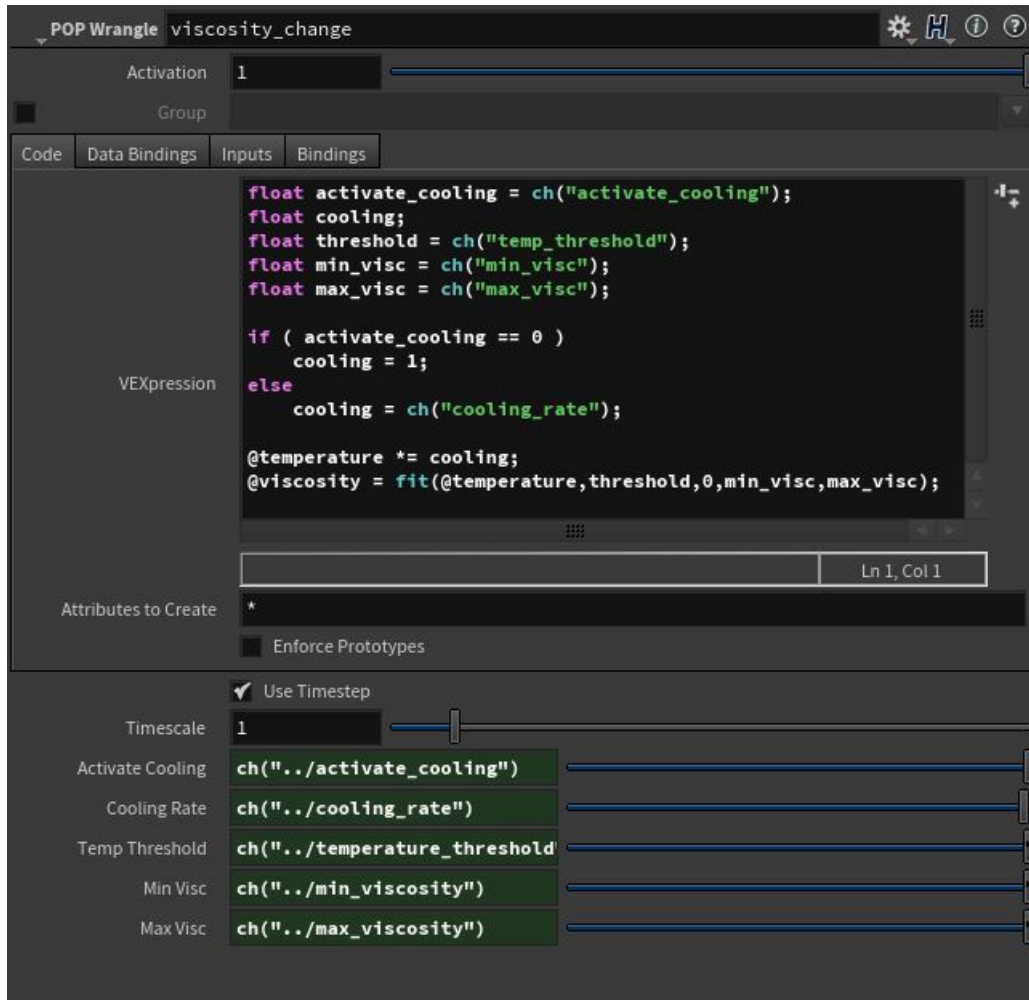 POP Wrangle viscosity_change
Activation 1
Group
Code Data Bindings Inputs Bindings
VEXpression
float activate_cooling = ch("activate_cooling");
float cooling;
float threshold = ch("temp_threshold");
float min_visc = ch("min_visc");
float max_visc = ch("max_visc");
if ( activate_cooling == 0 )
cooling = 1;
else
cooling = ch("cooling_rate");
@temperature *= cooling;
@viscosity = fit(@temperature,threshold,0,min_visc,max_visc);
Ln 1, Col 1
Attributes to Create *
Enforce Prototypes
Use Timestep
Timescale 1
Activate Cooling ch("../activate_cooling")
Cooling Rate ch("../cooling_rate")
Temp Threshold ch("../temperature_threshold"
Min Visc ch("../min_viscosity")
Max Visc ch("../max_viscosity")